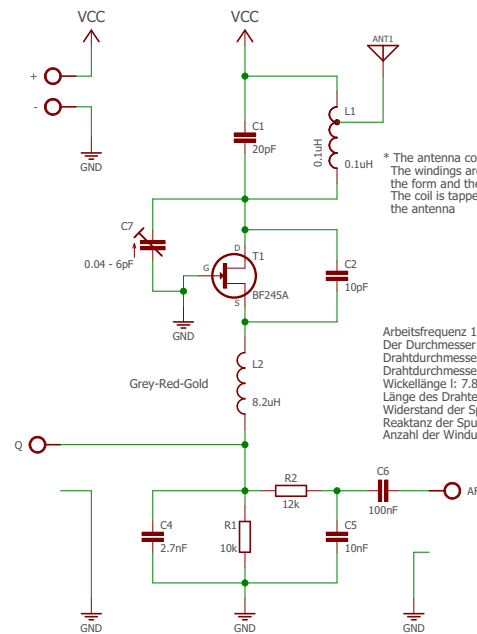 VCC
VCC
ANT1
+
-
GND
L1
C1
20pF
0.1uH
0.1uH
* The antenna co
The windings are
the form and the
The coil is tappe
the antenna
C7
0.04 - 6pF
D
T1
G
S
BF245A
C2
10pF
GND
L2
8.2uH
Grey-Red-Gold
Arbeitsfrequenz 1
Der Durchmesser
Drahtdurchmesse
Drahtdurchmesse
Wickellänge l: 7.8
Länge des Drahte
Widerstand der Sp
Reaktanz der Spu
Anzahl der Windu
Q
R2
12k
C6
100nF
AF
C4
2.7nF
R1
10k
C5
10nF
GND
GND
GND